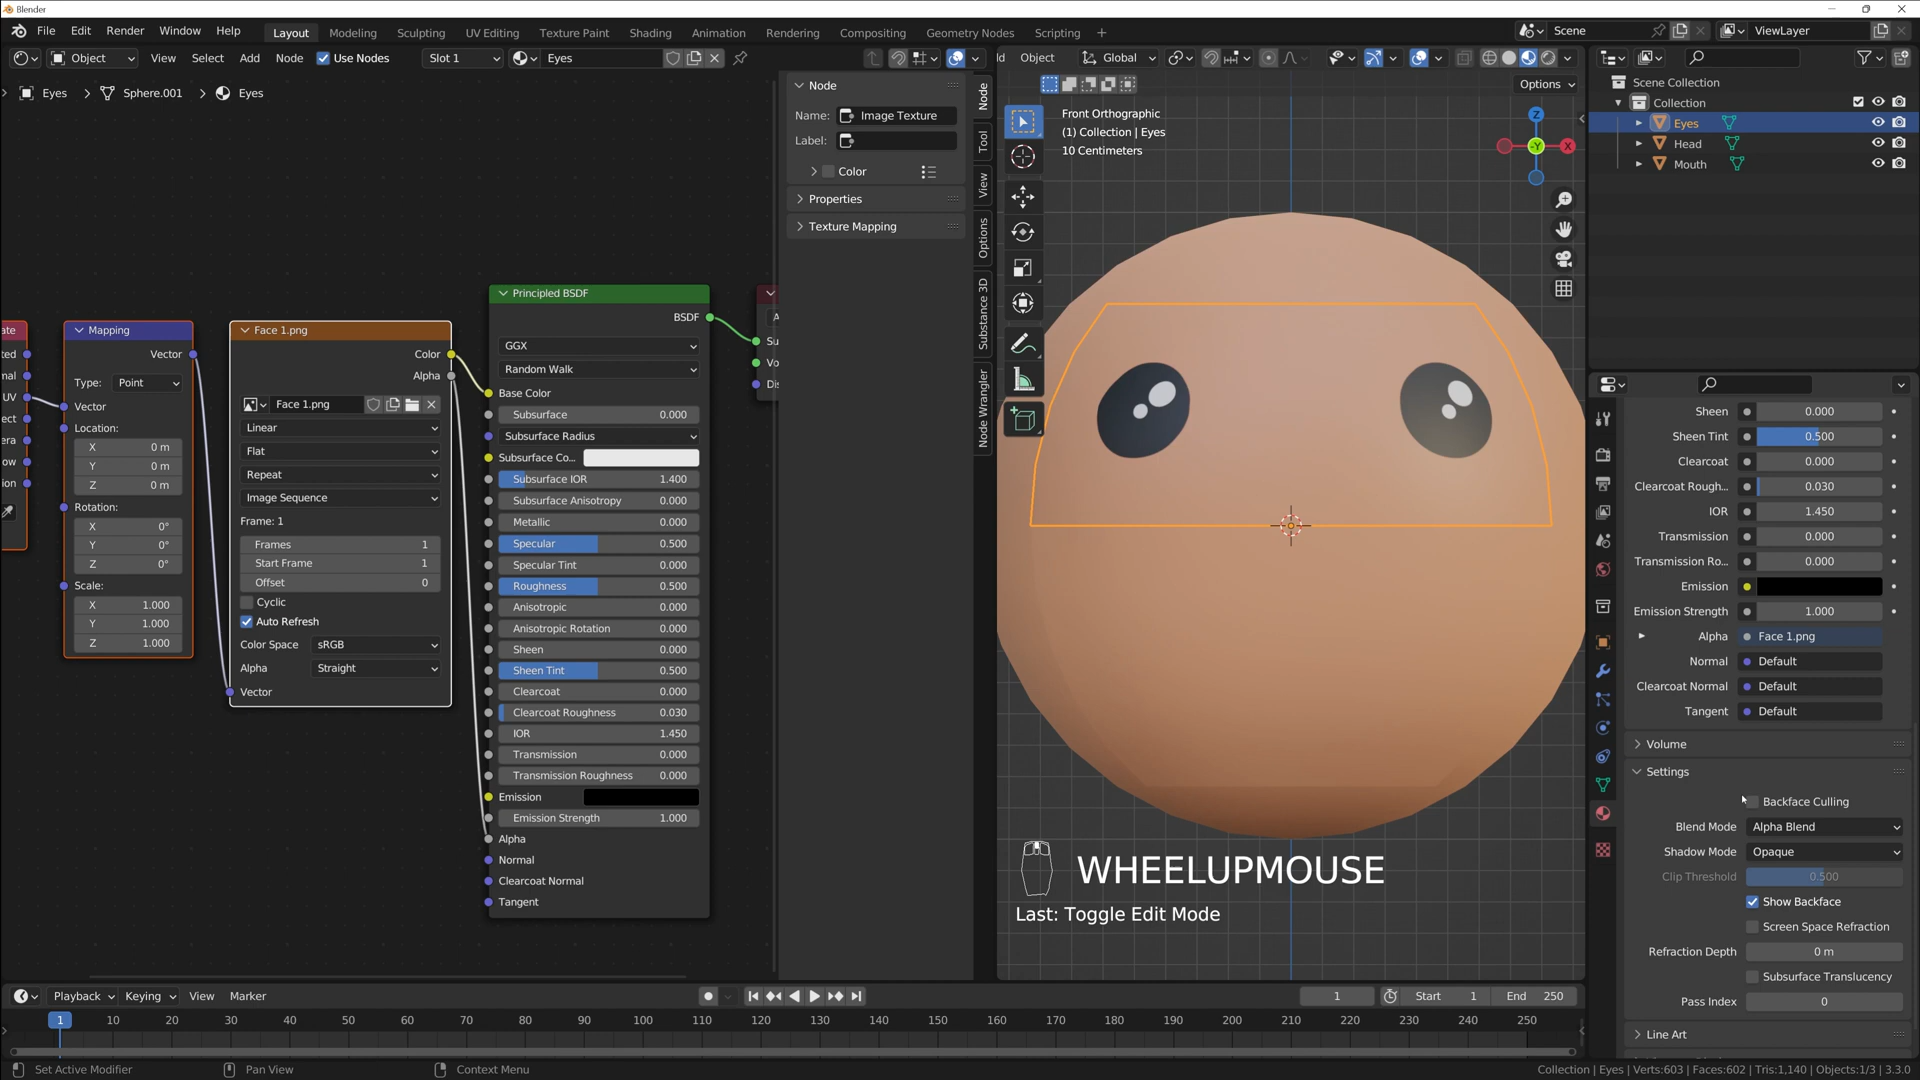 Blender
File Edit Render Window Help
Layout Modeling Sculpting UV Editing Texture Paint Shading Animation Rendering Compositing Geometry Nodes Scripting +
Scene
ViewLayer
Object View Select Add Node Use Nodes Slot 1 Eyes
ld Object Global
Options
Eyes > Sphere.001 > Eyes
Node
Name: Image Texture
Label:
Color
Properties
Texture Mapping
Node
Tool
View
Options
Substance 3D
Node Wrangler
Front Orthographic
(1) Collection | Eyes
10 Centimeters
Z
-Y
X
Scene Collection
Collection
Eyes
Head
Mouth
ate
ted
mal
UV
ect
era
ow
ion
Mapping
Vector
Type: Point
Vector
Location:
X 0 m
Y 0 m
Z 0 m
Rotation:
X 0°
Y 0°
Z 0°
Scale:
X 1.000
Y 1.000
Z 1.000
Face 1.png
Color
Alpha
Face 1.png
Linear
Flat
Repeat
Image Sequence
Frame: 1
Frames 1
Start Frame 1
Offset 0
Cyclic
Auto Refresh
Color Space sRGB
Alpha Straight
Vector
Principled BSDF
BSDF
GGX
Random Walk
Base Color
Subsurface 0.000
Subsurface Radius
Subsurface Co...
Subsurface IOR 1.400
Subsurface Anisotropy 0.000
Metallic 0.000
Specular 0.500
Specular Tint 0.000
Roughness 0.500
Anisotropic 0.000
Anisotropic Rotation 0.000
Sheen 0.000
Sheen Tint 0.500
Clearcoat 0.000
Clearcoat Roughness 0.030
IOR 1.450
Transmission 0.000
Transmission Roughness 0.000
Emission
Emission Strength 1.000
Alpha
Normal
Clearcoat Normal
Tangent
A
Su
Vo
Dis
WHEELUPMOUSE
Last: Toggle Edit Mode
Sheen 0.000
Sheen Tint 0.500
Clearcoat 0.000
Clearcoat Rough... 0.030
IOR 1.450
Transmission 0.000
Transmission Ro... 0.000
Emission
Emission Strength 1.000
Alpha Face 1.png
Normal Default
Clearcoat Normal Default
Tangent Default
Volume
Settings
Backface Culling
Blend Mode Alpha Blend
Shadow Mode Opaque
Clip Threshold 0.500
Show Backface
Screen Space Refraction
Refraction Depth 0 m
Subsurface Translucency
Pass Index 0
Line Art
Playback Keying View Marker
1 Start 1 End 250
1 10 20 30 40 50 60 70 80 90 100 110 120 130 140 150 160 170 180 190 200 210 220 230 240 250
Set Active Modifier Pan View Context Menu
Collection | Eyes | Verts:603 | Faces:602 | Tris:1,140 | Objects:1/3 | 3.3.0